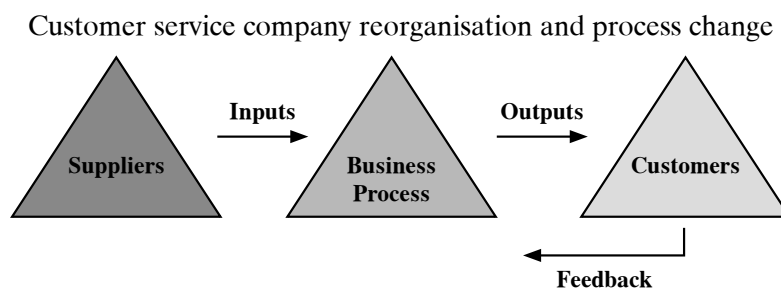 Customer service company reorganisation and process change
Inputs
Outputs
Suppliers
Business
Process
Customers
Feedback